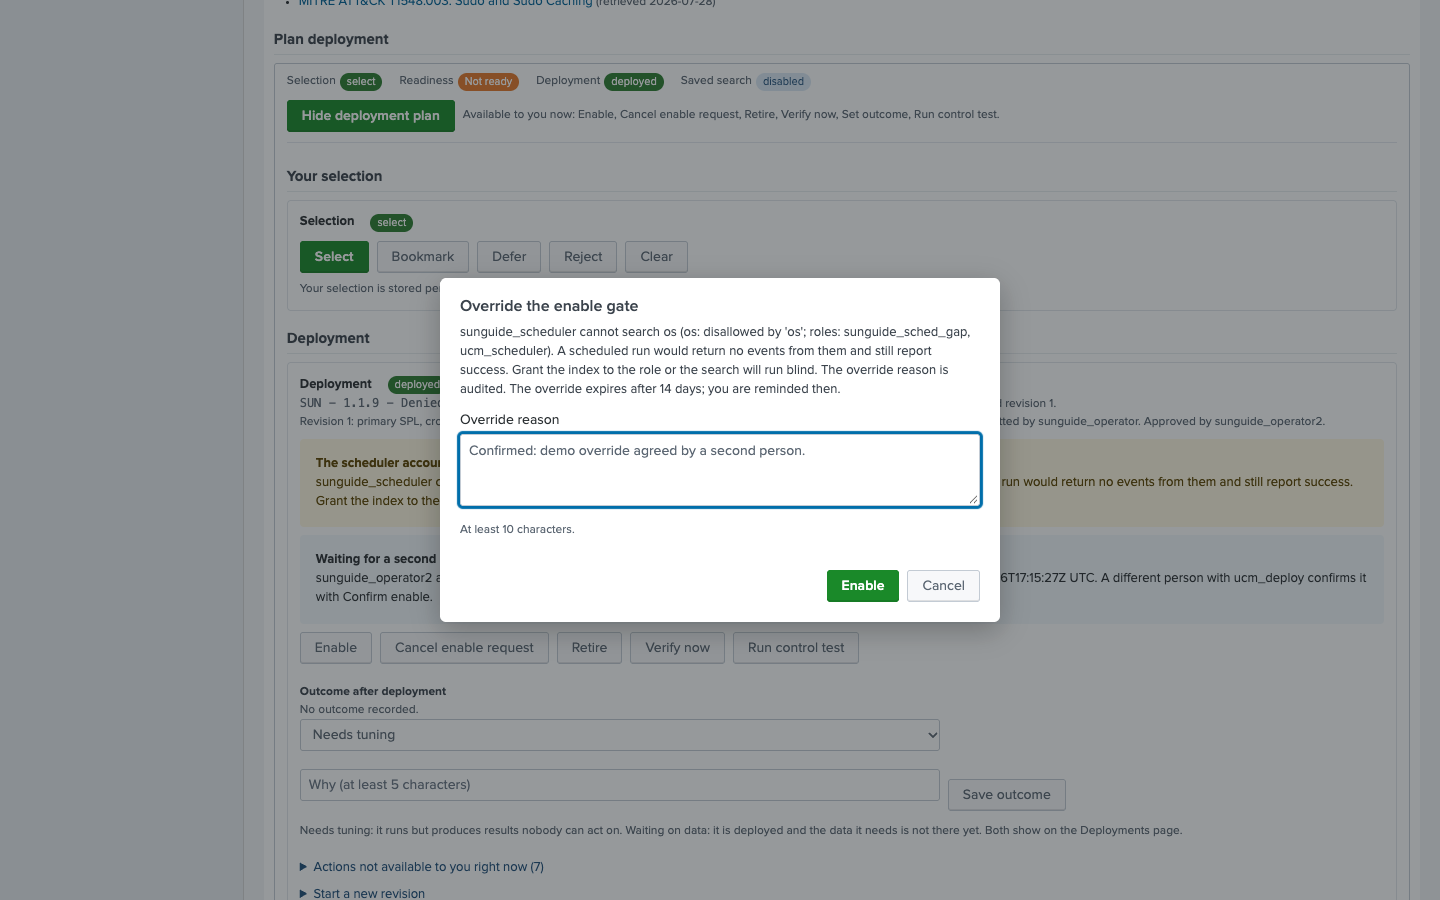 MITRE ATT&CK T1548.003: Sudo and Sudo Caching (retrieved 2026-07-28)
Plan deployment
Selection select Readiness Not ready Deployment deployed Saved search disabled
Hide deployment plan Available to you now: Enable, Cancel enable request, Retire, Verify now, Set outcome, Run control test.
Your selection
Selection select
Select Bookmark Defer Reject Clear
Your selection is stored pe
Override the enable gate
sunguide_scheduler cannot search os (os: disallowed by 'os'; roles: sunguide_sched_gap,
ucm_scheduler). A scheduled run would return no events from them and still report
success. Grant the index to the role or the search will run blind. The override reason is
audited. The override expires after 14 days; you are reminded then.
Override reason
Confirmed: demo override agreed by a second person.
At least 10 characters.
Enable Cancel
Deployment
Deployment deployed
SUN - 1.1.9 - Denied revision 1.
Revision 1: primary SPL, cro tted by sunguide_operator. Approved by sunguide_operator2.
The scheduler accou
sunguide_scheduler c run would return no events from them and still report success.
Grant the index to the
Waiting for a second
sunguide_operator2 a 6T17:15:27Z UTC. A different person with ucm_deploy confirms it
with Confirm enable.
Enable Cancel enable request Retire Verify now Run control test
Outcome after deployment
No outcome recorded.
Needs tuning
Why (at least 5 characters) Save outcome
Needs tuning: it runs but produces results nobody can act on. Waiting on data: it is deployed and the data it needs is not there yet. Both show on the Deployments page.
Actions not available to you right now (7)
Start a new revision